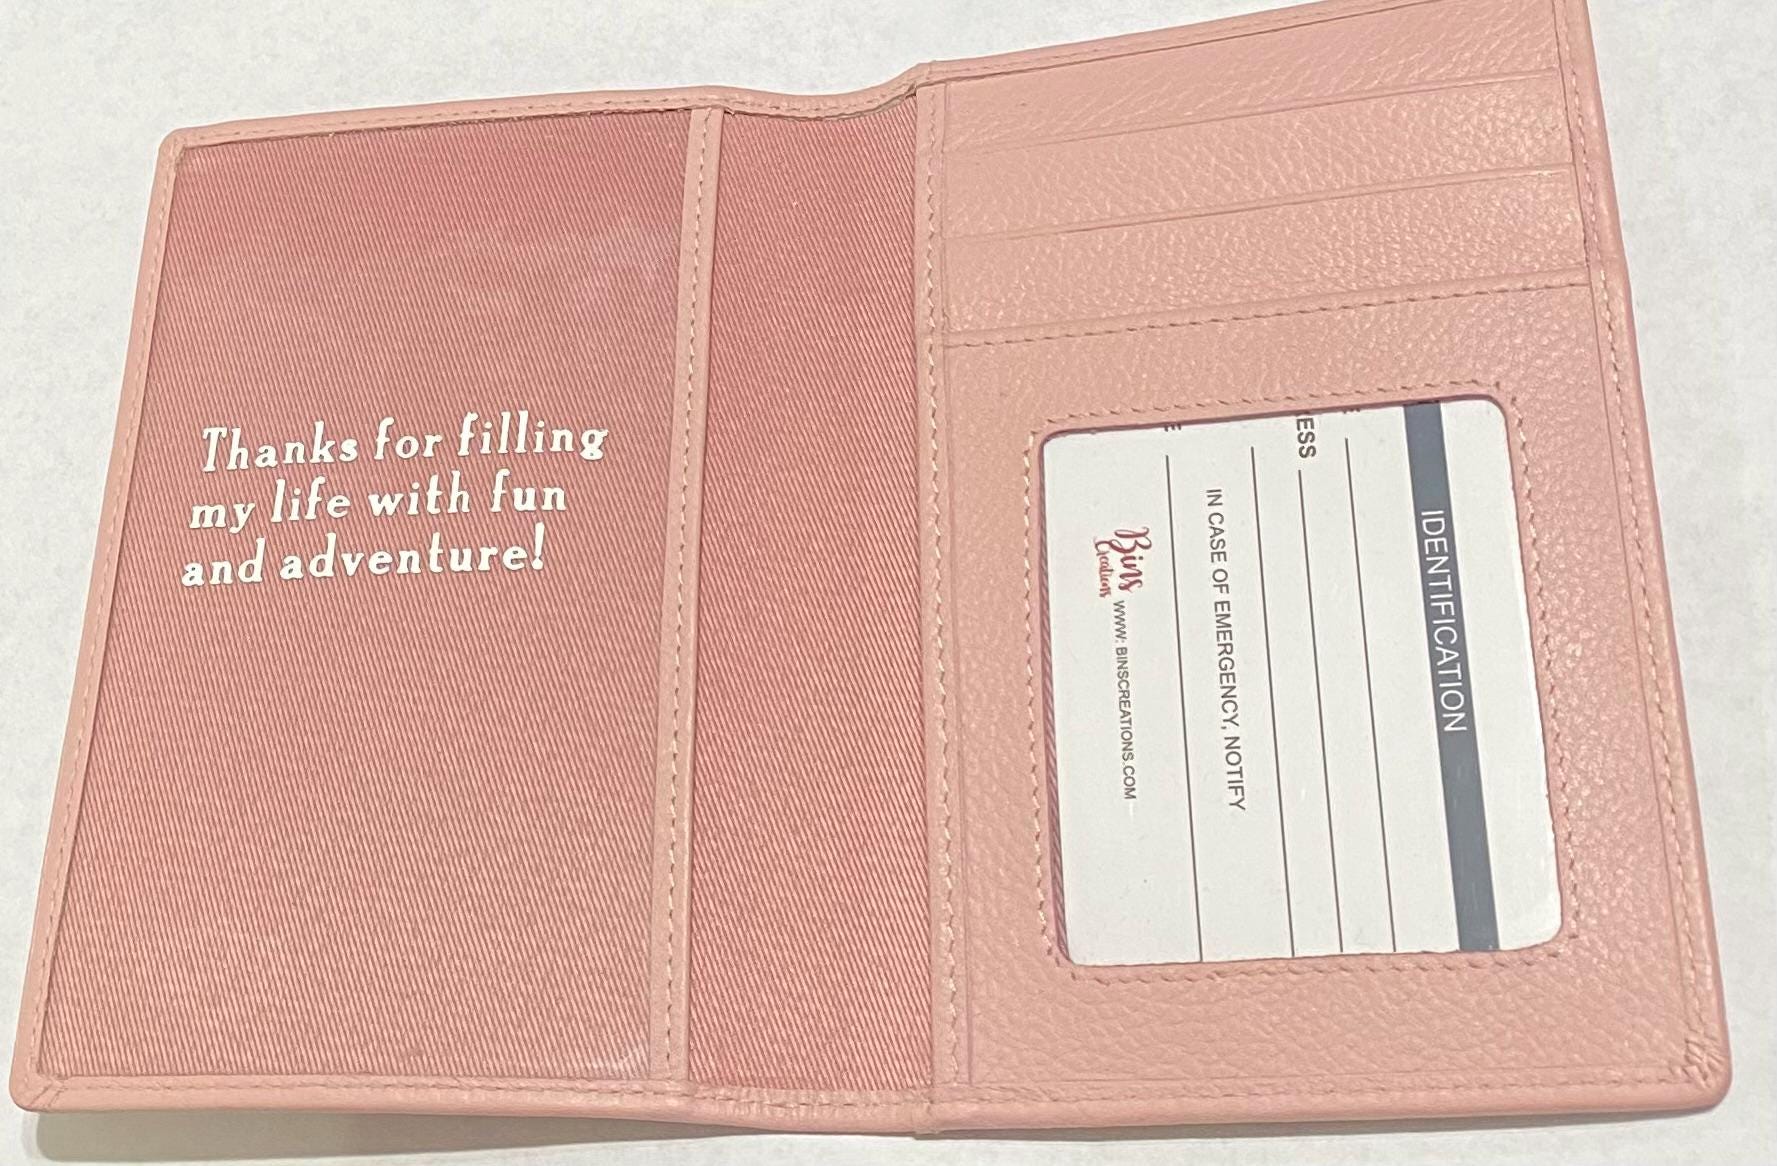 Thanks for filling
my life with fun
and adventure!
IDENTIFICATION
ESS
IN CASE OF EMERGENCY, NOTIFY
Bins
Creations
WWW: BINSCREATIONS.COM